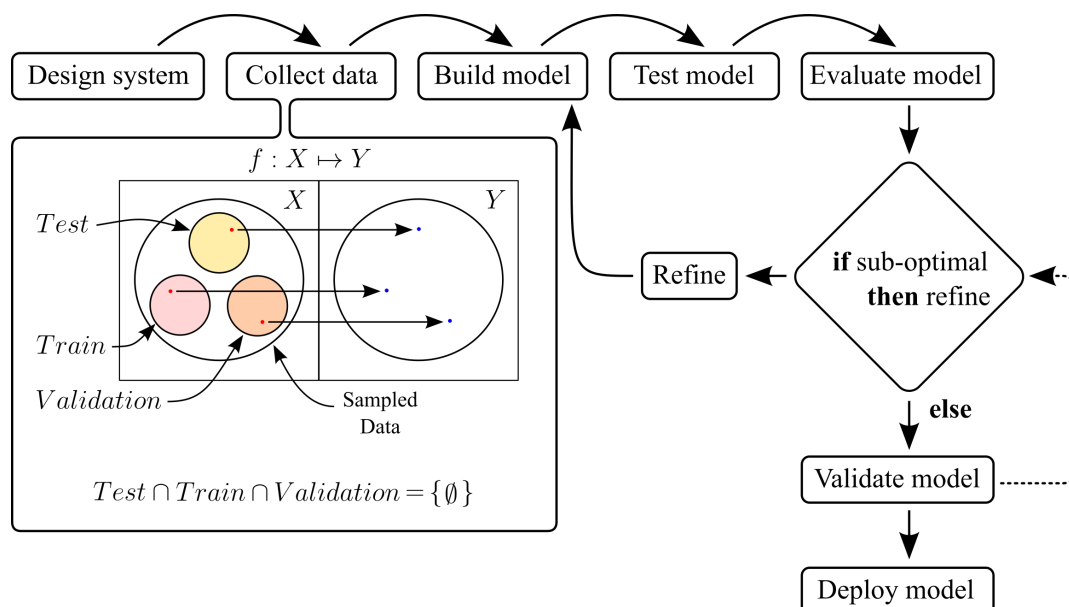 Design system
Collect data
Build model
Test model
Evaluate model
f : X ↦ Y
X
Y
Test
Train
Validation
Sampled
Data
Test ∩ Train ∩ Validation = {∅}
Refine
if sub-optimal
then refine
else
Validate model
Deploy model